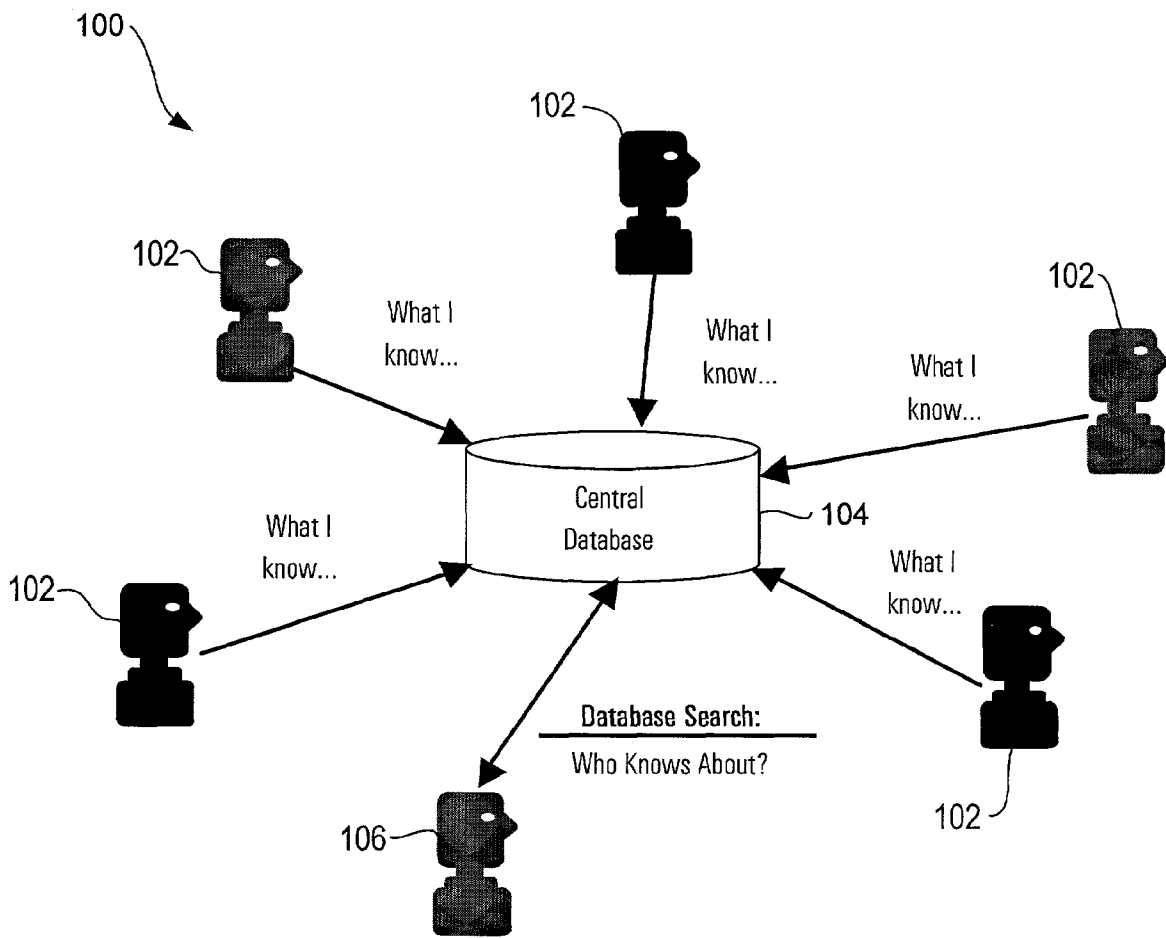 100
102
102
102
What I
know...
What I
know...
What I
know...
Central
Database
104
What I
know...
What I
know...
102
Database Search:
Who Knows About?
102
106